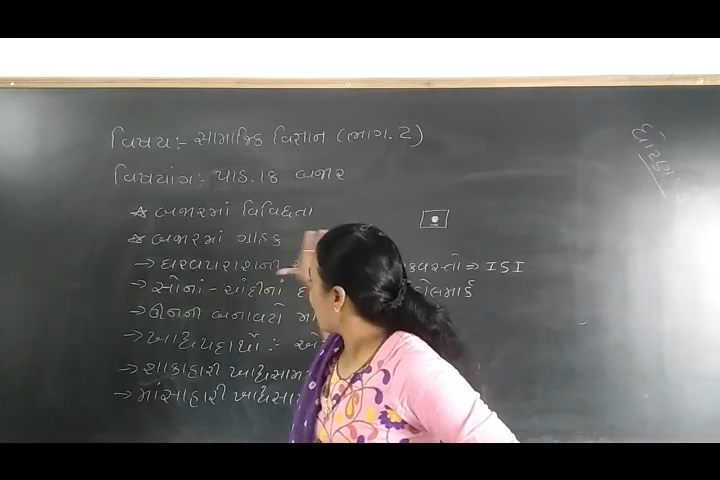 વિષય:- સામાજિક વિજ્ઞાન (ભાગ.2)
ધોરણ
વિષયાંગ:- પાઠ.18 બજાર
☆ બજારમાં વિવિધતા
☆ બજારમાં ગ્રાહક
→ ઘરવપરાશની ⇒ ISI
→ સોનાં - ચાંદીનાં હોલમાર્ક
→ ઊનની બનાવટો
→ ખાદ્યપદાર્થો :-
→ શાકાહારી ખાદ્યસામ
→ માંસાહારી ખાદ્યસા